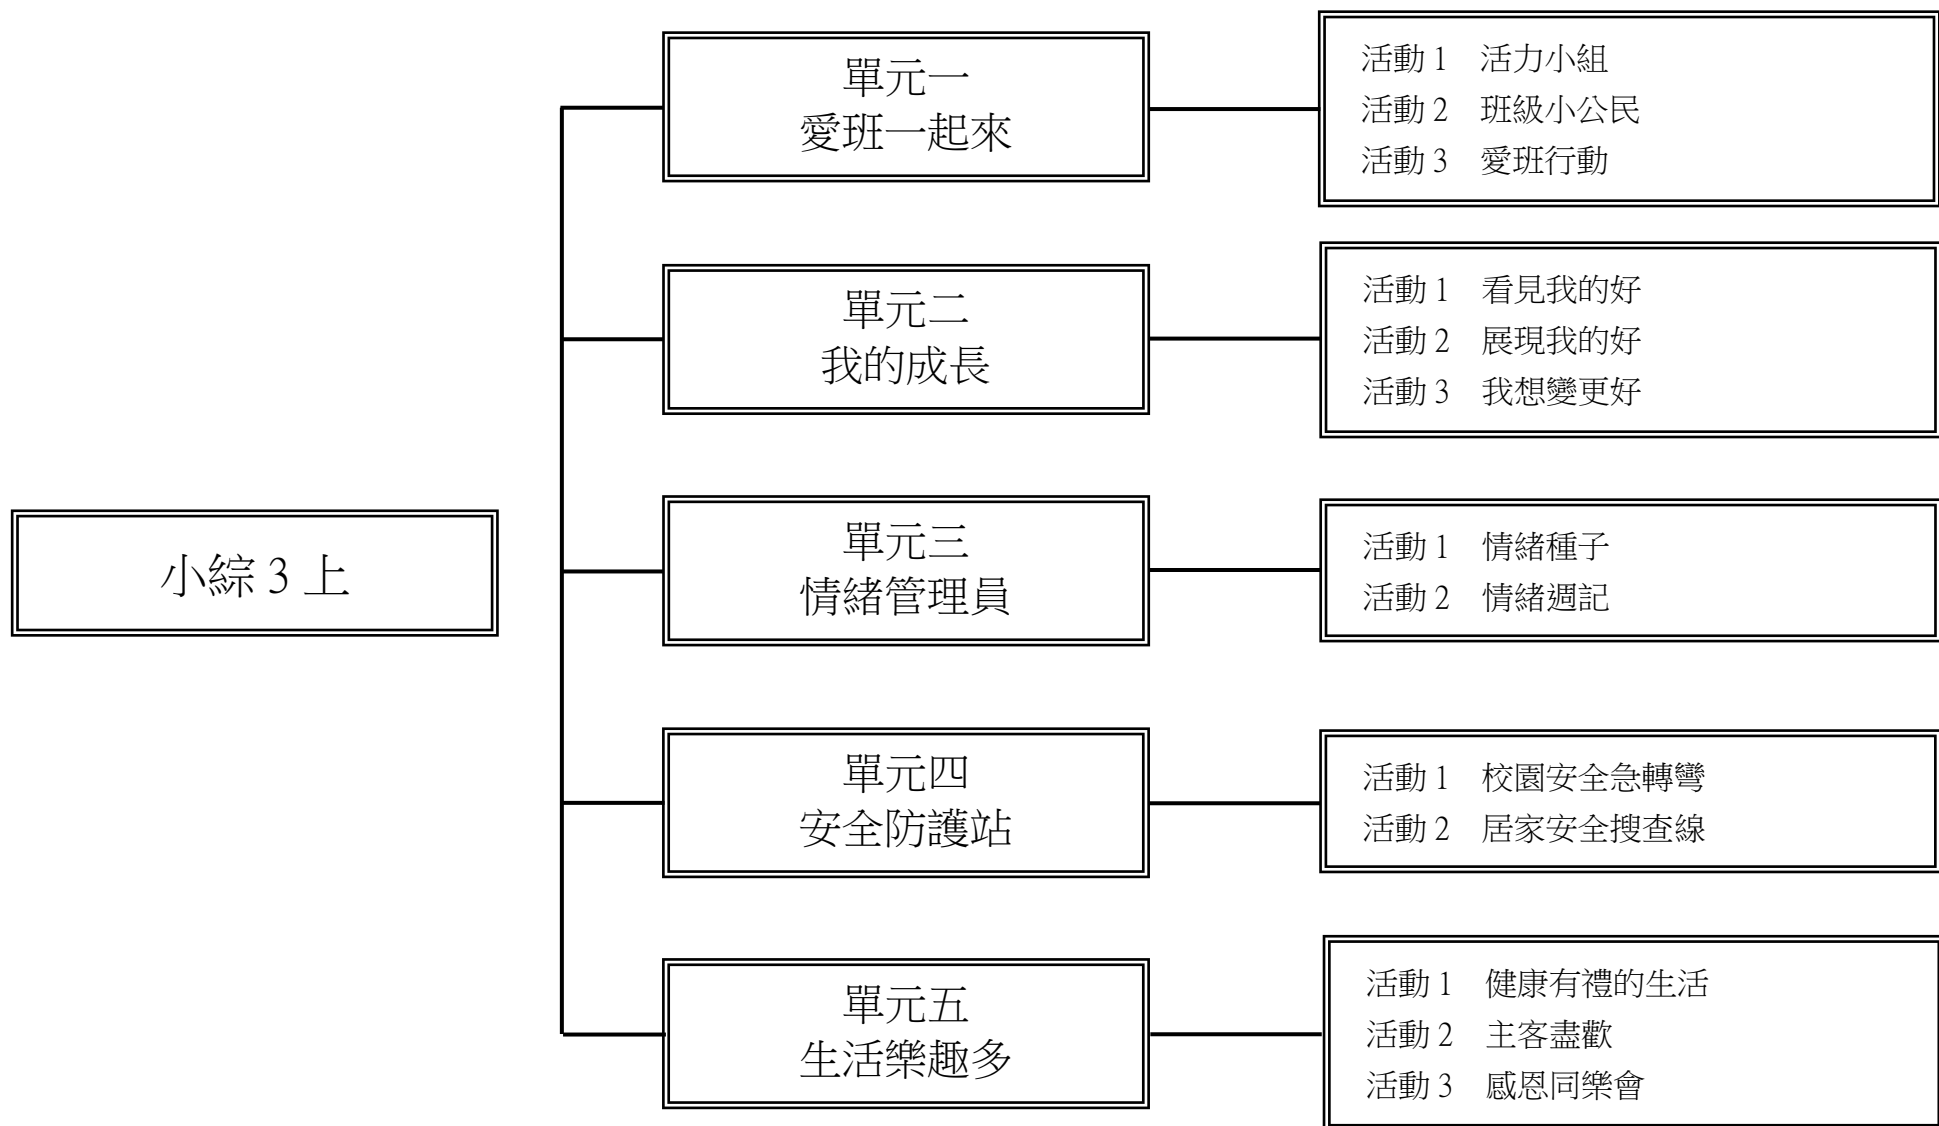 小綜 3 上
單元一
愛班一起來
活動 1 活力小組
活動 2 班級小公民
活動 3 愛班行動
單元二
我的成長
活動 1 看見我的好
活動 2 展現我的好
活動 3 我想變更好
單元三
情緒管理員
活動 1 情緒種子
活動 2 情緒週記
單元四
安全防護站
活動 1 校園安全急轉彎
活動 2 居家安全搜查線
單元五
生活樂趣多
活動 1 健康有禮的生活
活動 2 主客盡歡
活動 3 感恩同樂會